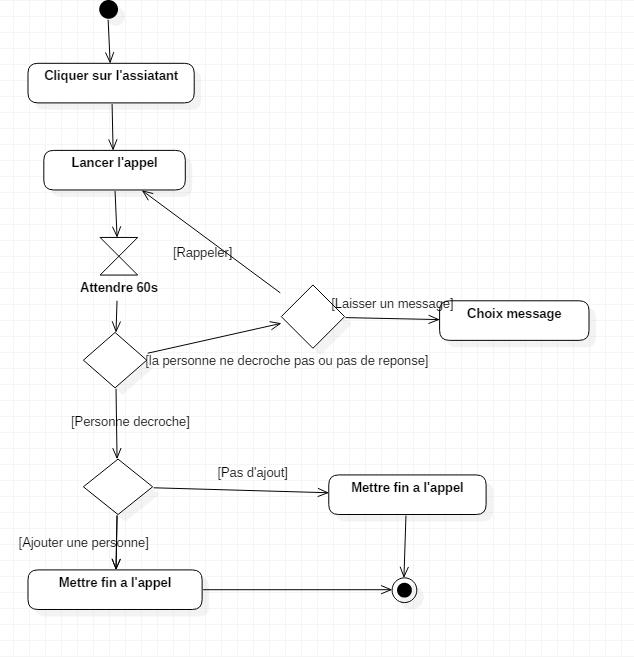 Cliquer sur l'assiatant
Lancer l'appel
[Rappeler]
Attendre 60s
[Laisser un message]
Choix message
[la personne ne decroche pas ou pas de reponse]
[Personne decroche]
[Pas d'ajout]
Mettre fin a l'appel
[Ajouter une personne]
Mettre fin a l'appel